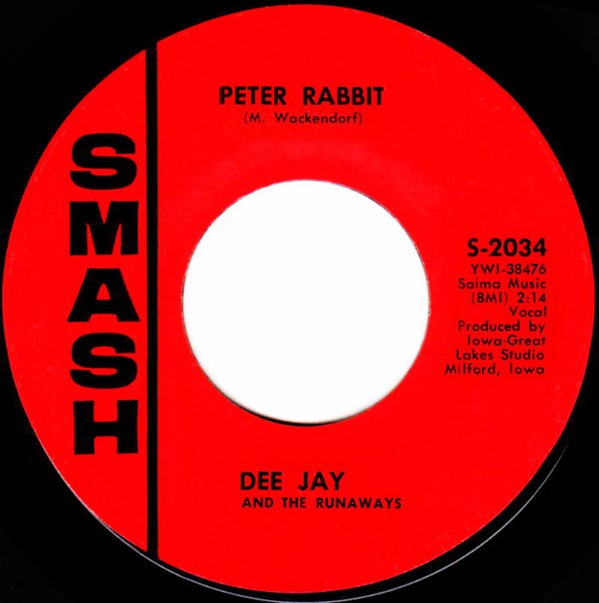 PETER RABBIT
(M. Wackendorf)
SMASH
S-2034
YW1-38476
Saima Music
(BMI) 2:14
Vocal
Produced by
Iowa-Great
Lakes Studio
Milford, Iowa
DEE JAY
AND THE RUNAWAYS